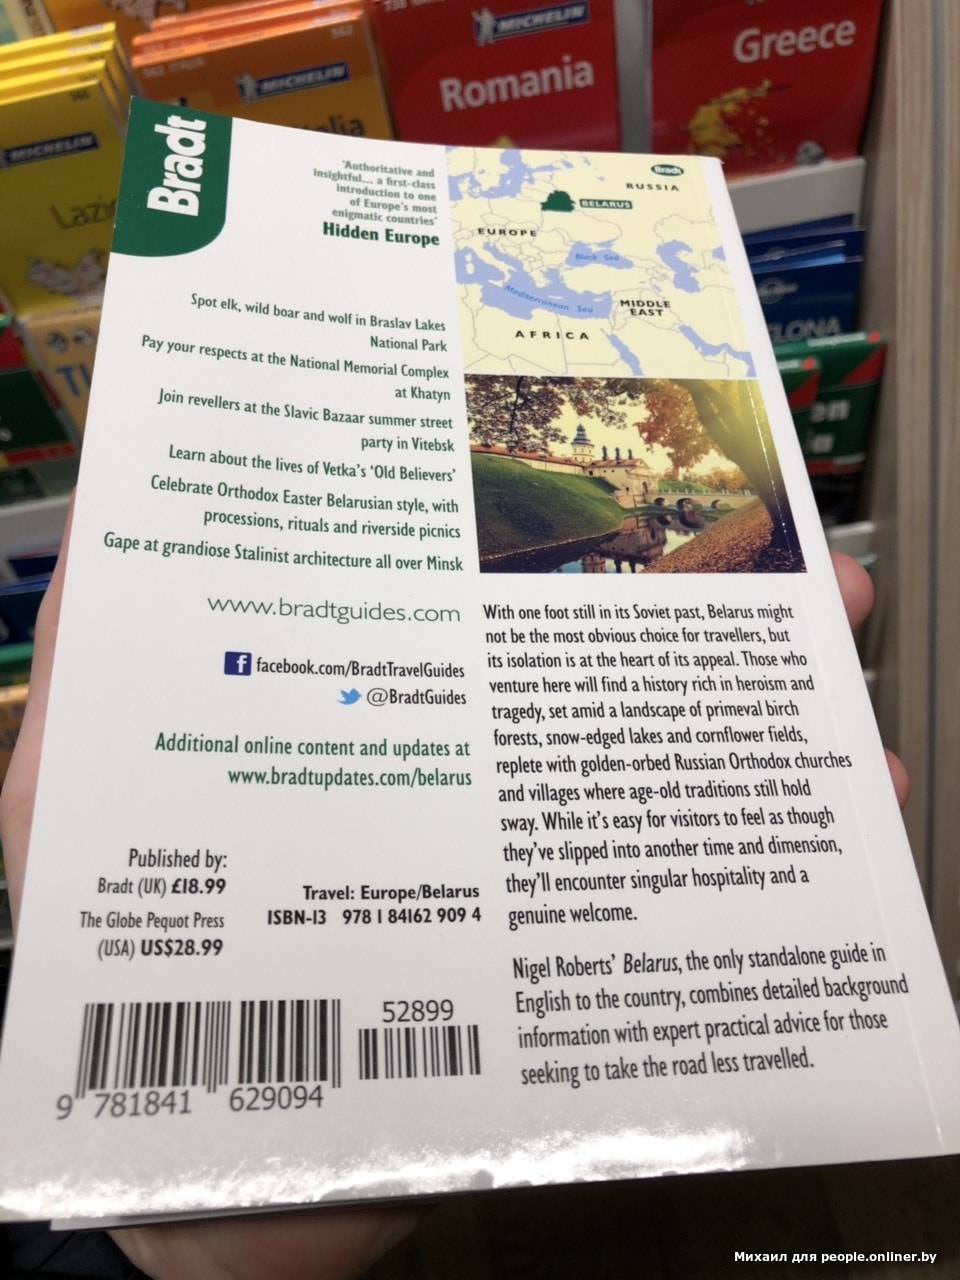 MICHELIN
MICHELIN
Romania
Greece
MICHELIN
Bradt
'Authoritative and
insightful... a first-class
introduction to one
of Europe's most
enigmatic countries'
Hidden Europe
Bradt
RUSSIA
BELARUS
EUROPE
Black Sea
Mediterranean Sea
MIDDLE
EAST
AFRICA
Spot elk, wild boar and wolf in Braslav Lakes
National Park
Pay your respects at the National Memorial Complex
at Khatyn
Join revellers at the Slavic Bazaar summer street
party in Vitebsk
Learn about the lives of Vetka's 'Old Believers'
Celebrate Orthodox Easter Belarusian style, with
processions, rituals and riverside picnics
Gape at grandiose Stalinist architecture all over Minsk
www.bradtguides.com
f facebook.com/BradtTravelGuides
@BradtGuides
Additional online content and updates at
www.bradtupdates.com/belarus
With one foot still in its Soviet past, Belarus might
not be the most obvious choice for travellers, but
its isolation is at the heart of its appeal. Those who
venture here will find a history rich in heroism and
tragedy, set amid a landscape of primeval birch
forests, snow-edged lakes and cornflower fields,
replete with golden-orbed Russian Orthodox churches
and villages where age-old traditions still hold
sway. While it's easy for visitors to feel as though
they've slipped into another time and dimension,
they'll encounter singular hospitality and a
genuine welcome.
Nigel Roberts' Belarus, the only standalone guide in
English to the country, combines detailed background
information with expert practical advice for those
seeking to take the road less travelled.
Published by:
Bradt (UK) £18.99
The Globe Pequot Press
(USA) US$28.99
Travel: Europe/Belarus
ISBN-13 978 1 84162 909 4
52899
9 781841 629094
Михаил для people.onliner.by